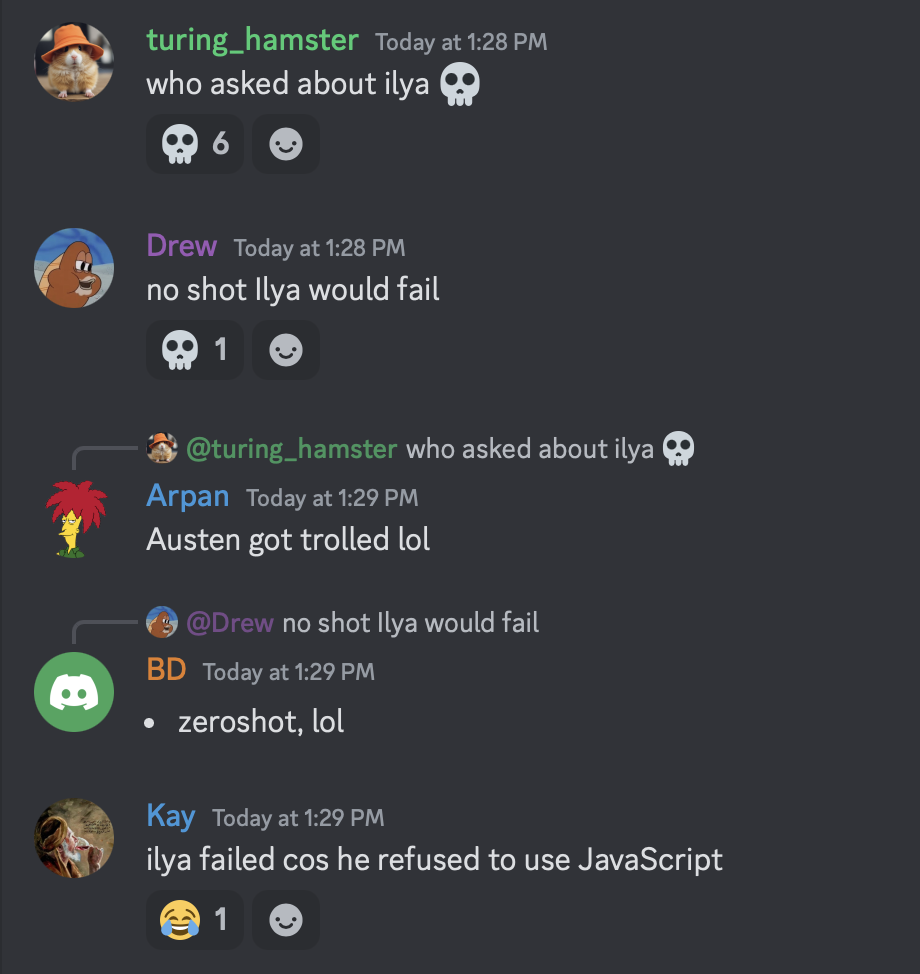 turing_hamster Today at 1:28 PM
who asked about ilya 💀
💀 6
Drew Today at 1:28 PM
no shot Ilya would fail
💀 1
@turing_hamster who asked about ilya 💀
Arpan Today at 1:29 PM
Austen got trolled lol
@Drew no shot Ilya would fail
BD Today at 1:29 PM
• zeroshot, lol
Kay Today at 1:29 PM
ilya failed cos he refused to use JavaScript
😂 1